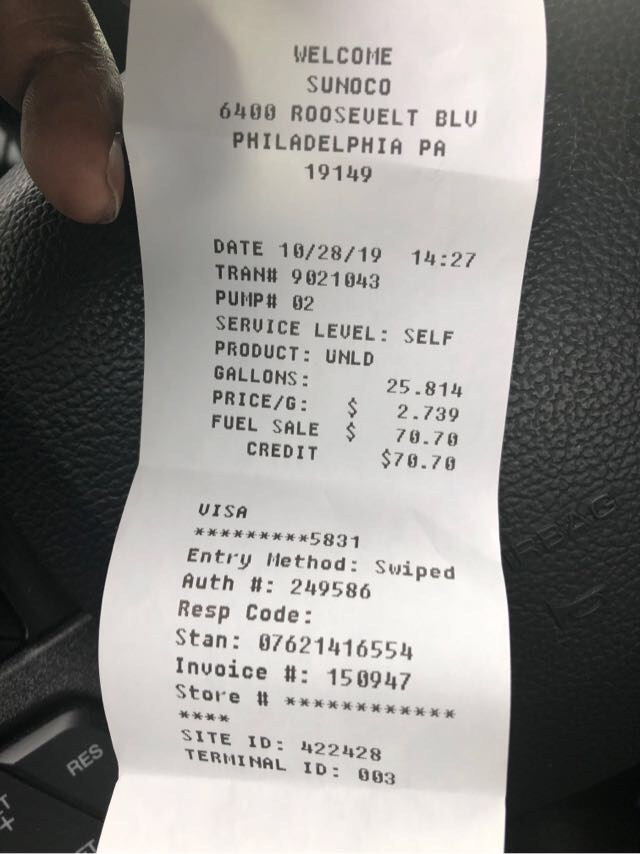 WELCOME
SUNOCO
6400 ROOSEVELT BLV
PHILADELPHIA PA
19149
DATE 10/28/19 14:27
TRAN# 9021043
PUMP# 02
SERVICE LEVEL: SELF
PRODUCT: UNLD
GALLONS: 25.814
PRICE/G: $ 2.739
FUEL SALE $ 70.70
CREDIT $70.70
VISA
*********5831
Entry Method: Swiped
Auth #: 249586
Resp Code:
Stan: 07621416554
Invoice #: 150947
Store # ************
****
SITE ID: 422428
TERMINAL ID: 003
RES
AIRBAG